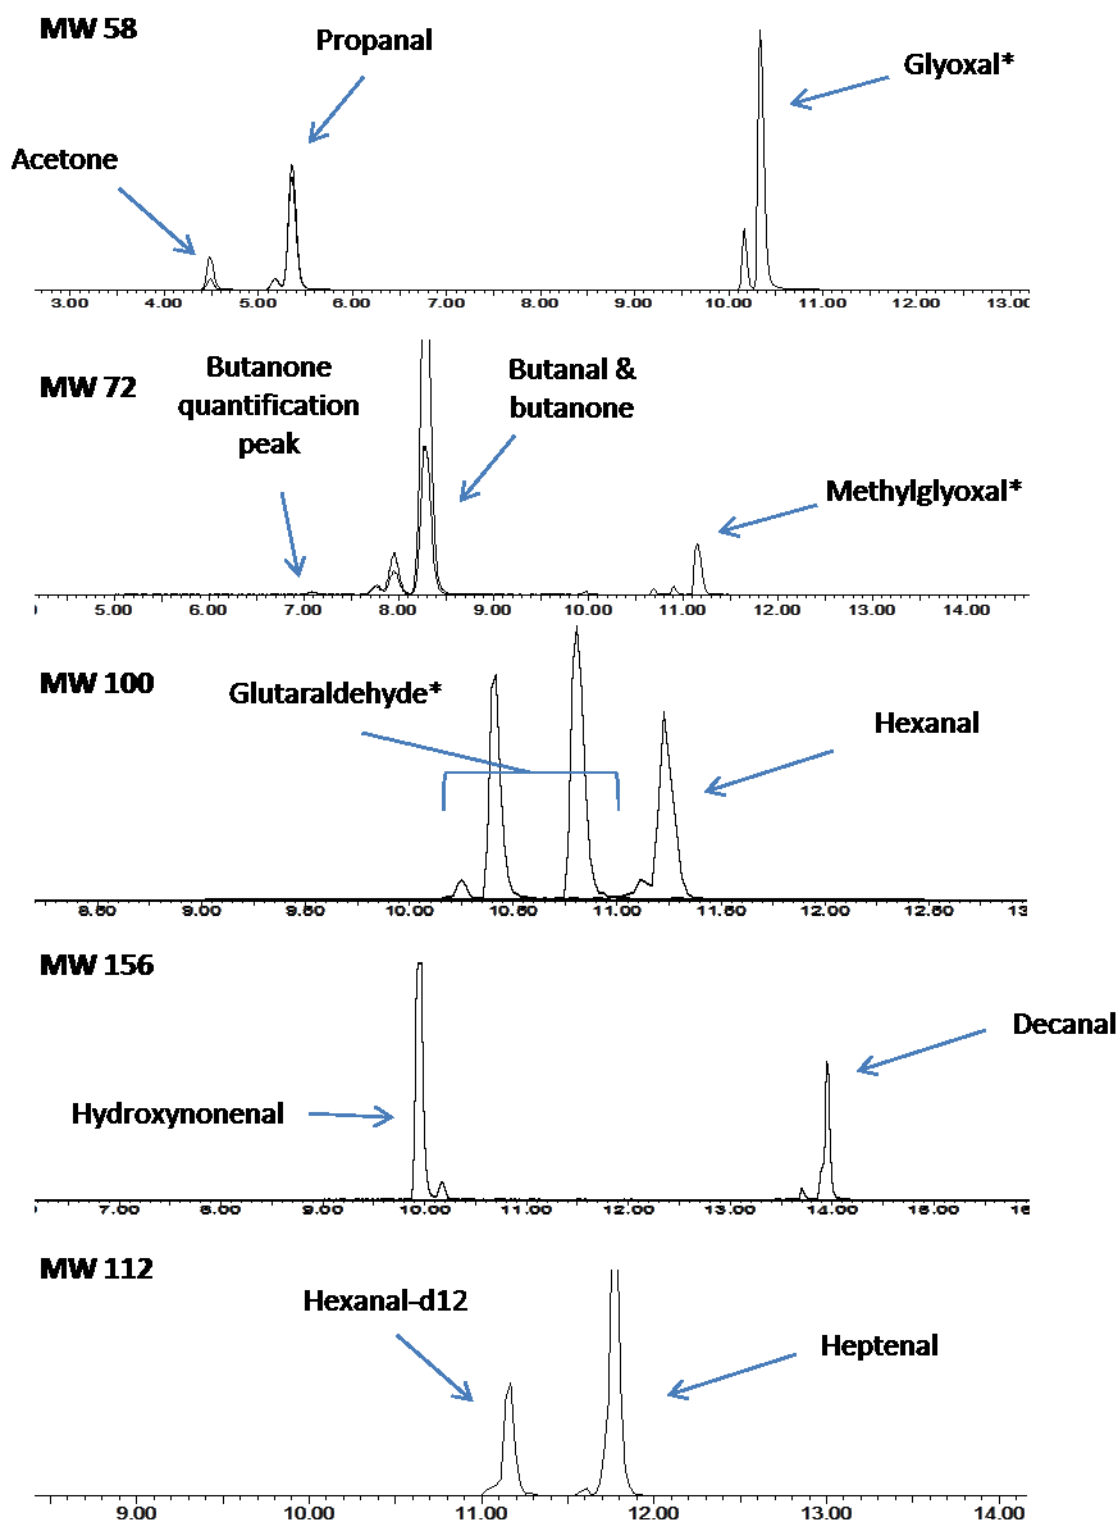 MW 58
Propanal
Glyoxal*
Acetone
3.00 4.00 5.00 6.00 7.00 8.00 9.00 10.00 11.00 12.00 13.00
MW 72
Butanone
quantification
peak
Butanal &
butanone
Methylglyoxal*
5.00 6.00 7.00 8.00 9.00 10.00 11.00 12.00 13.00 14.00
MW 100
Glutaraldehyde*
Hexanal
8.50 9.00 9.50 10.00 10.50 11.00 11.50 12.00 12.50 13
MW 156
Decanal
Hydroxynonenal
7.00 8.00 9.00 10.00 11.00 12.00 13.00 14.00 15.00 16
MW 112
Hexanal-d12
Heptenal
9.00 10.00 11.00 12.00 13.00 14.00